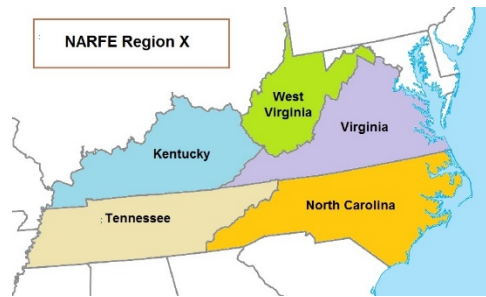 NARFE Region X
West
Virginia
Virginia
Kentucky
North Carolina
Tennessee